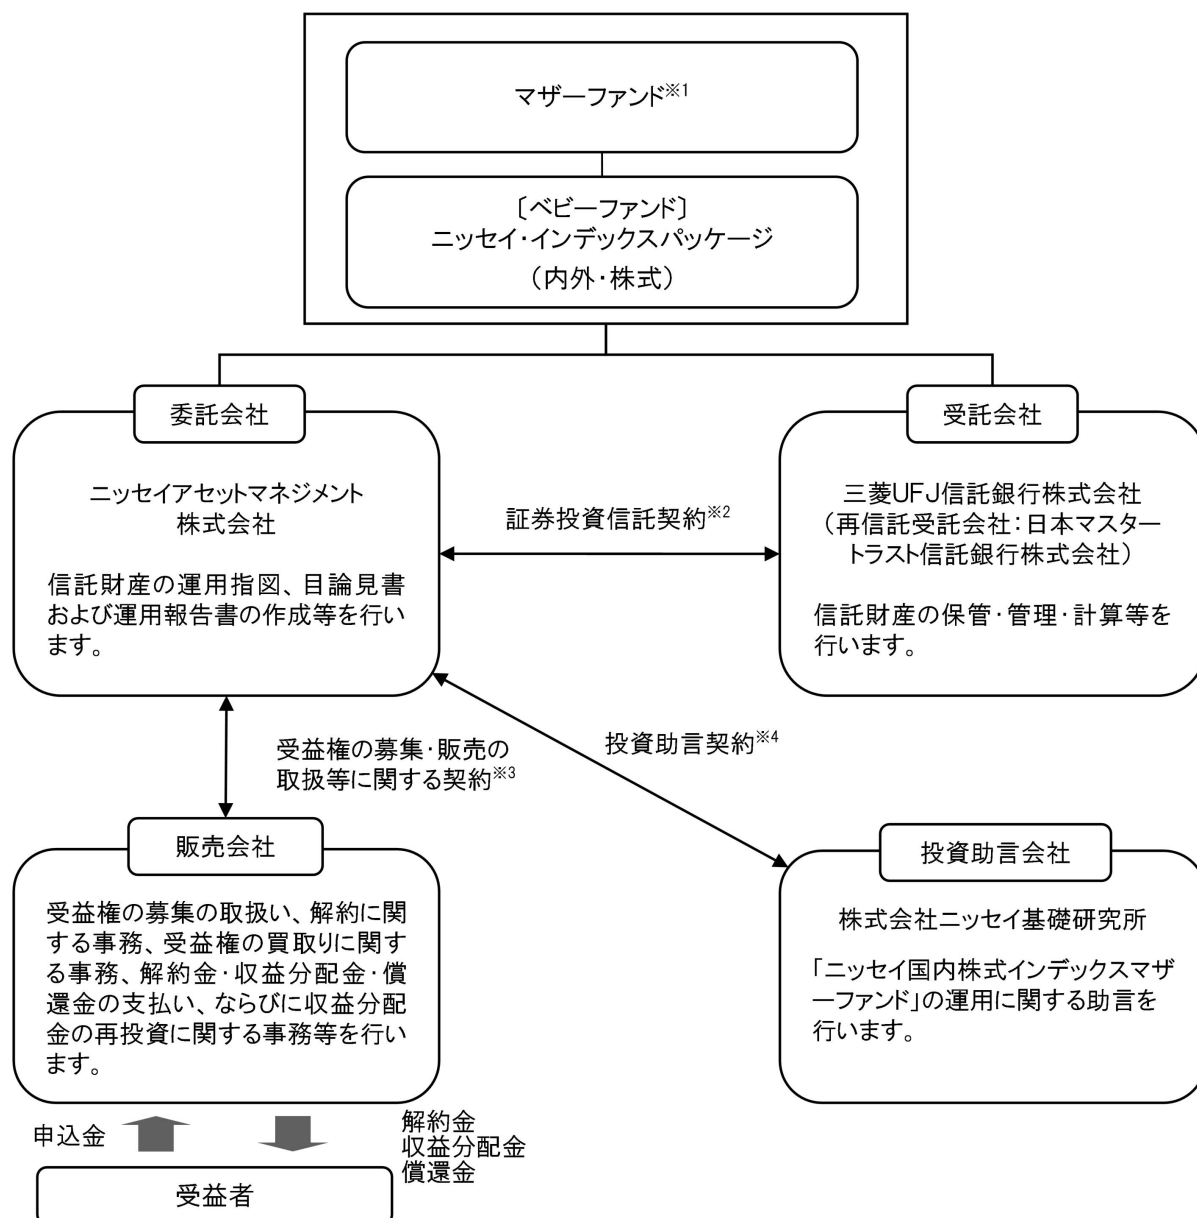 マザーファンド※1
〔ベビーファンド〕
ニッセイ・インデックスパッケージ
（内外・株式）
委託会社
ニッセイアセットマネジメント
株式会社
信託財産の運用指図、目論見書
および運用報告書の作成等を行い
ます。
証券投資信託契約※2
受託会社
三菱UFJ信託銀行株式会社
（再信託受託会社：日本マスター
トラスト信託銀行株式会社）
信託財産の保管・管理・計算等を
行います。
受益権の募集・販売の
取扱等に関する契約※3
投資助言契約※4
販売会社
受益権の募集の取扱い、解約に関
する事務、受益権の買取りに関す
る事務、解約金・収益分配金・償
還金の支払い、ならびに収益分配
金の再投資に関する事務等を行い
ます。
投資助言会社
株式会社ニッセイ基礎研究所
「ニッセイ国内株式インデックスマザ
ーファンド」の運用に関する助言を
行います。
申込金
解約金
収益分配金
償還金
受益者